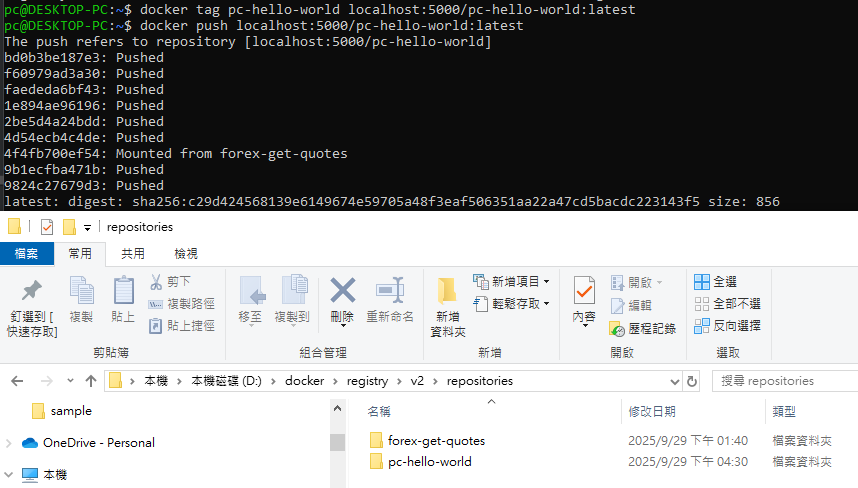 pc@DESKTOP-PC:~$ docker tag pc-hello-world localhost:5000/pc-hello-world:latest
pc@DESKTOP-PC:~$ docker push localhost:5000/pc-hello-world:latest
The push refers to repository [localhost:5000/pc-hello-world]
bd0b3be187e3: Pushed
f60979ad3a30: Pushed
faededa6bf43: Pushed
1e894ae96196: Pushed
2be5d4a24bdd: Pushed
4d54ecb4c4de: Pushed
4f4fb700ef54: Mounted from forex-get-quotes
9b1ecfba471b: Pushed
9824c27679d3: Pushed
latest: digest: sha256:c29d424568139e6149674e59705a48f3eaf506351aa22a47cd5bacdc223143f5 size: 856
repositories
檔案 常用 共用 檢視
釘選到 [快速存取]
複製
貼上
剪下
複製路徑
貼上捷徑
剪貼簿
移至
複製到
刪除
重新命名
組合管理
新增資料夾
新增項目
輕鬆存取
新增
內容
開啟
編輯
歷程記錄
開啟
全選
全部不選
反向選擇
選取
本機 > 本機磁碟 (D:) > docker > registry > v2 > repositories
搜尋 repositories
sample
OneDrive - Personal
本機
名稱 修改日期 類型
forex-get-quotes 2025/9/29 下午 01:40 檔案資料夾
pc-hello-world 2025/9/29 下午 04:30 檔案資料夾